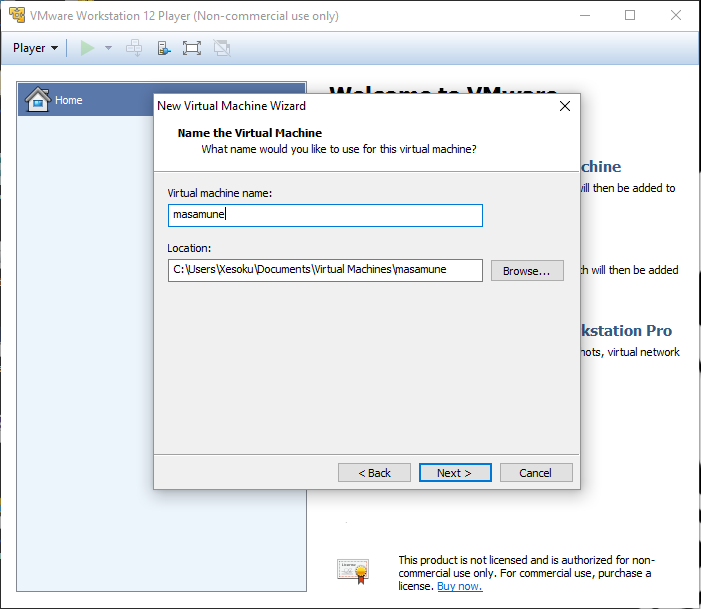 VMware Workstation 12 Player (Non-commercial use only)
Player
Home
Welcome to VMware
New Virtual Machine Wizard
Name the Virtual Machine
What name would you like to use for this virtual machine?
Virtual machine name:
masamune
Location:
C:\Users\Xesoku\Documents\Virtual Machines\masamune
Browse...
< Back
Next >
Cancel
chine
will then be added to
ch will then be added
kstation Pro
hots, virtual network
This product is not licensed and is authorized for non-
commercial use only. For commercial use, purchase a
license. Buy now.